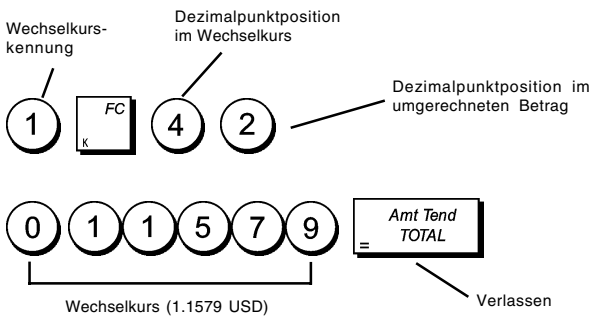 Wechselkurs-
kennung
Dezimalpunktposition
im Wechselkurs
Dezimalpunktposition im
umgerechneten Betrag
1 FC K 4 2
0 1 1 5 7 9 Amt Tend
TOTAL
=
Wechselkurs (1.1579 USD)
Verlassen